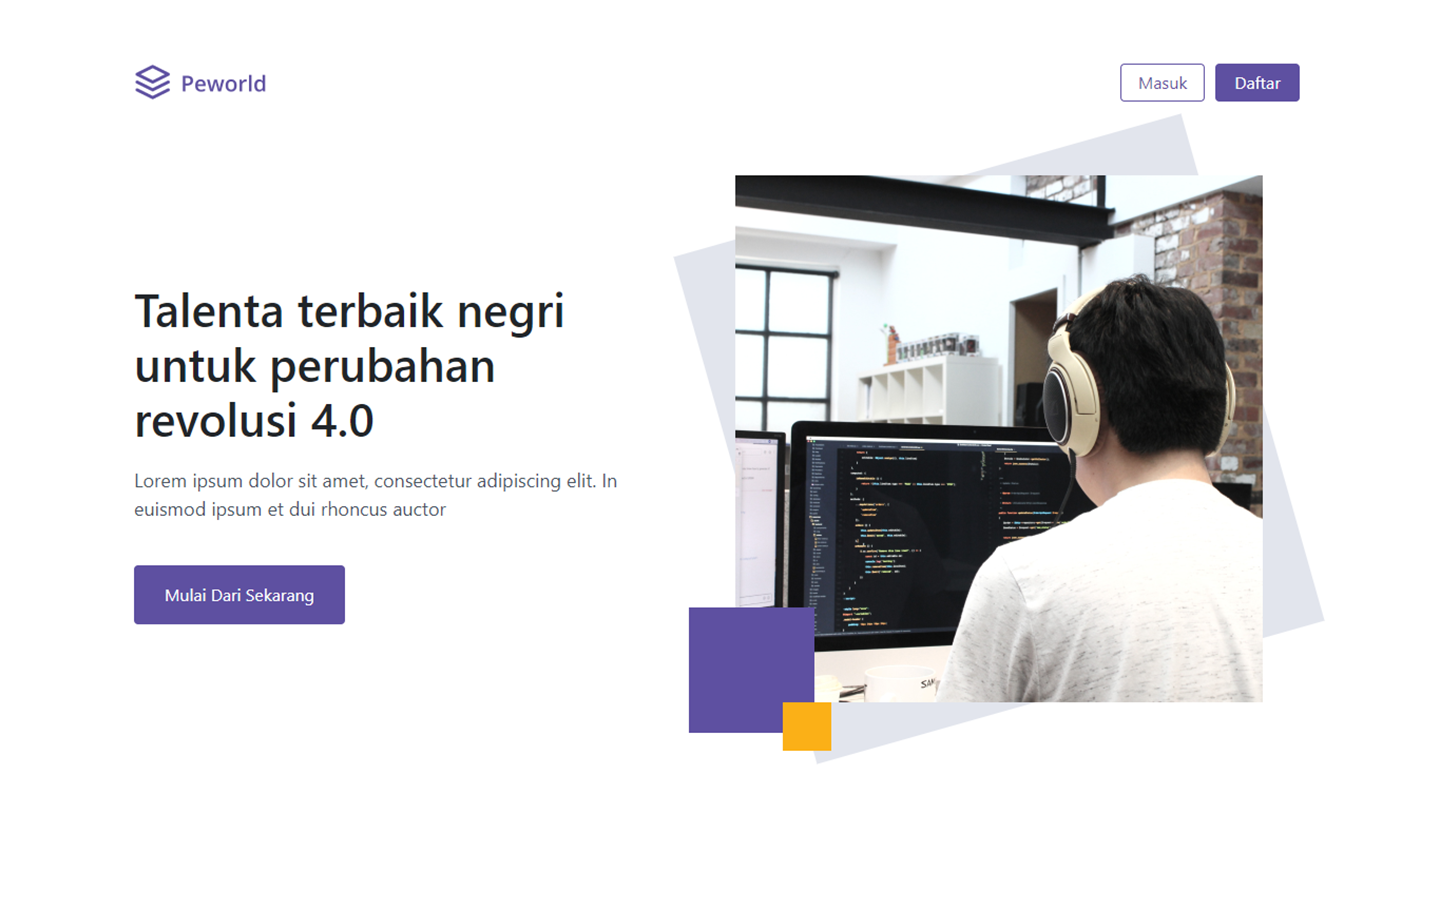 Peworld
Masuk
Daftar
Talenta terbaik negri
untuk perubahan
revolusi 4.0
Lorem ipsum dolor sit amet, consectetur adipiscing elit. In
euismod ipsum et dui rhoncus auctor
Mulai Dari Sekarang